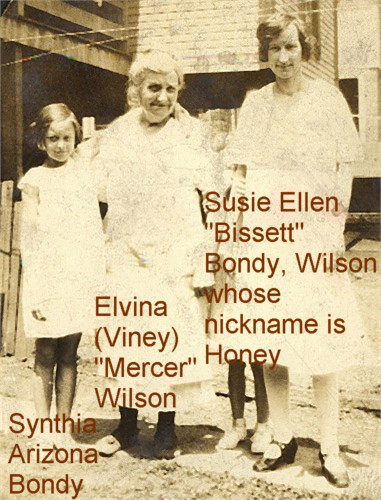 Susie Ellen
"Bissett"
Bondy, Wilson
whose
nickname is
Honey
Elvina
(Viney)
"Mercer"
Wilson
Synthia
Arizona
Bondy